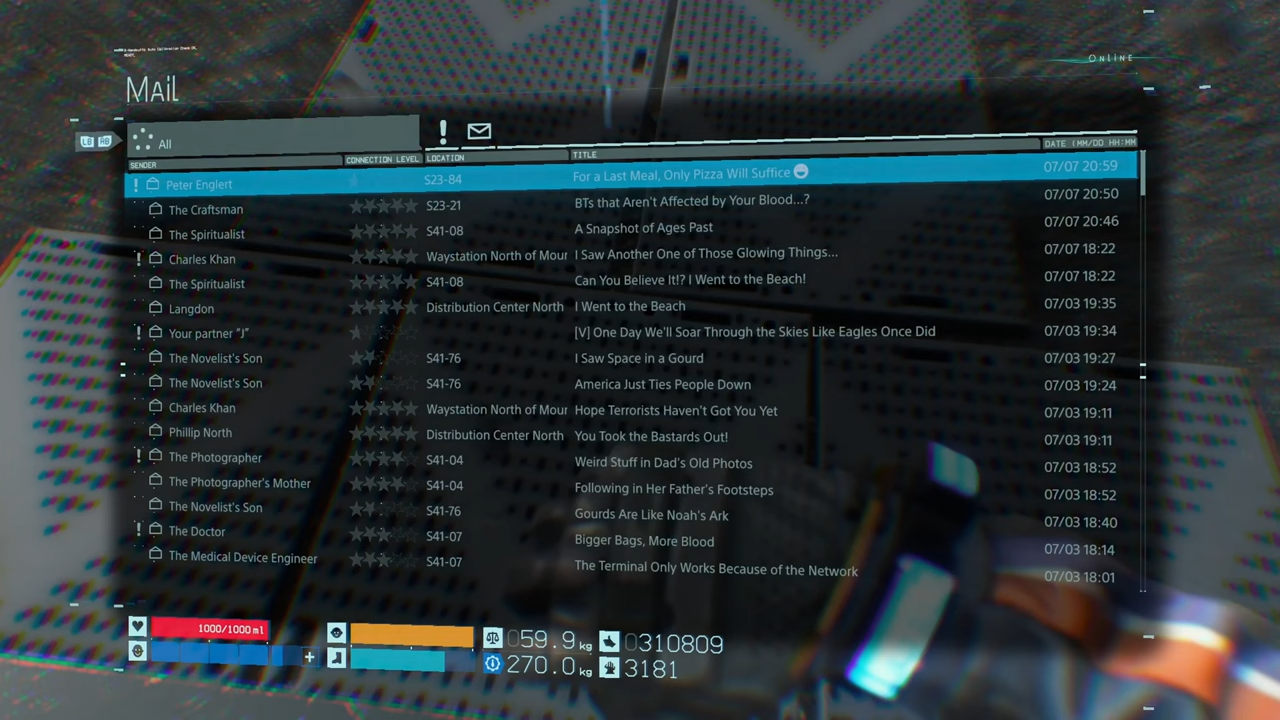 Mail
Online
LB RB
All
SENDER CONNECTION LEVEL LOCATION TITLE DATE (MM/DD HH:MM
! Peter Englert S23-84 For a Last Meal, Only Pizza Will Suffice 07/07 20:59
The Craftsman S23-21 BTs that Aren't Affected by Your Blood...? 07/07 20:50
The Spiritualist S41-08 A Snapshot of Ages Past 07/07 20:46
! Charles Khan Waystation North of Moun I Saw Another One of Those Glowing Things... 07/07 18:22
The Spiritualist S41-08 Can You Believe It!? I Went to the Beach! 07/07 18:22
Langdon Distribution Center North I Went to the Beach 07/03 19:35
! Your partner "J" [V] One Day We'll Soar Through the Skies Like Eagles Once Did 07/03 19:34
The Novelist's Son S41-76 I Saw Space in a Gourd 07/03 19:27
The Novelist's Son S41-76 America Just Ties People Down 07/03 19:24
Charles Khan Waystation North of Moun Hope Terrorists Haven't Got You Yet 07/03 19:11
Phillip North Distribution Center North You Took the Bastards Out! 07/03 19:11
! The Photographer S41-04 Weird Stuff in Dad's Old Photos 07/03 18:52
The Photographer's Mother S41-04 Following in Her Father's Footsteps 07/03 18:52
The Novelist's Son S41-76 Gourds Are Like Noah's Ark 07/03 18:40
! The Doctor S41-07 Bigger Bags, More Blood 07/03 18:14
The Medical Device Engineer S41-07 The Terminal Only Works Because of the Network 07/03 18:01
1000/1000 ml 059.9 kg 0310809
+ 270.0 kg 3181